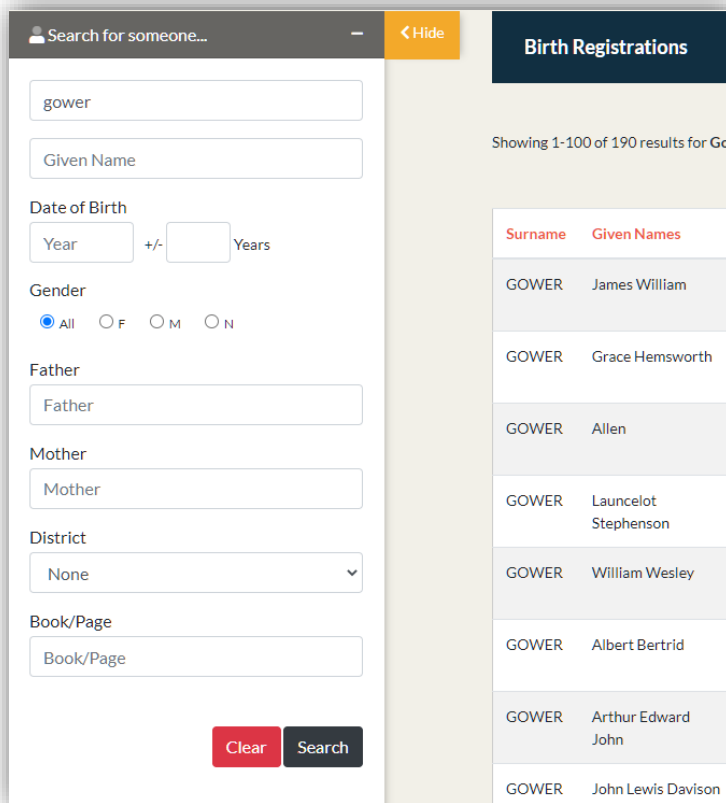 Search for someone...
gower
Given Name
Date of Birth
Year +/- Years
Gender
All F M N
Father
Father
Mother
Mother
District
None
Book/Page
Book/Page
Clear Search
Hide
Birth Registrations
Showing 1-100 of 190 results for
Surname Given Names
GOWER James William
GOWER Grace Hemsworth
GOWER Allen
GOWER Launcelot
Stephenson
GOWER William Wesley
GOWER Albert Bertrid
GOWER Arthur Edward
John
GOWER John Lewis Davison